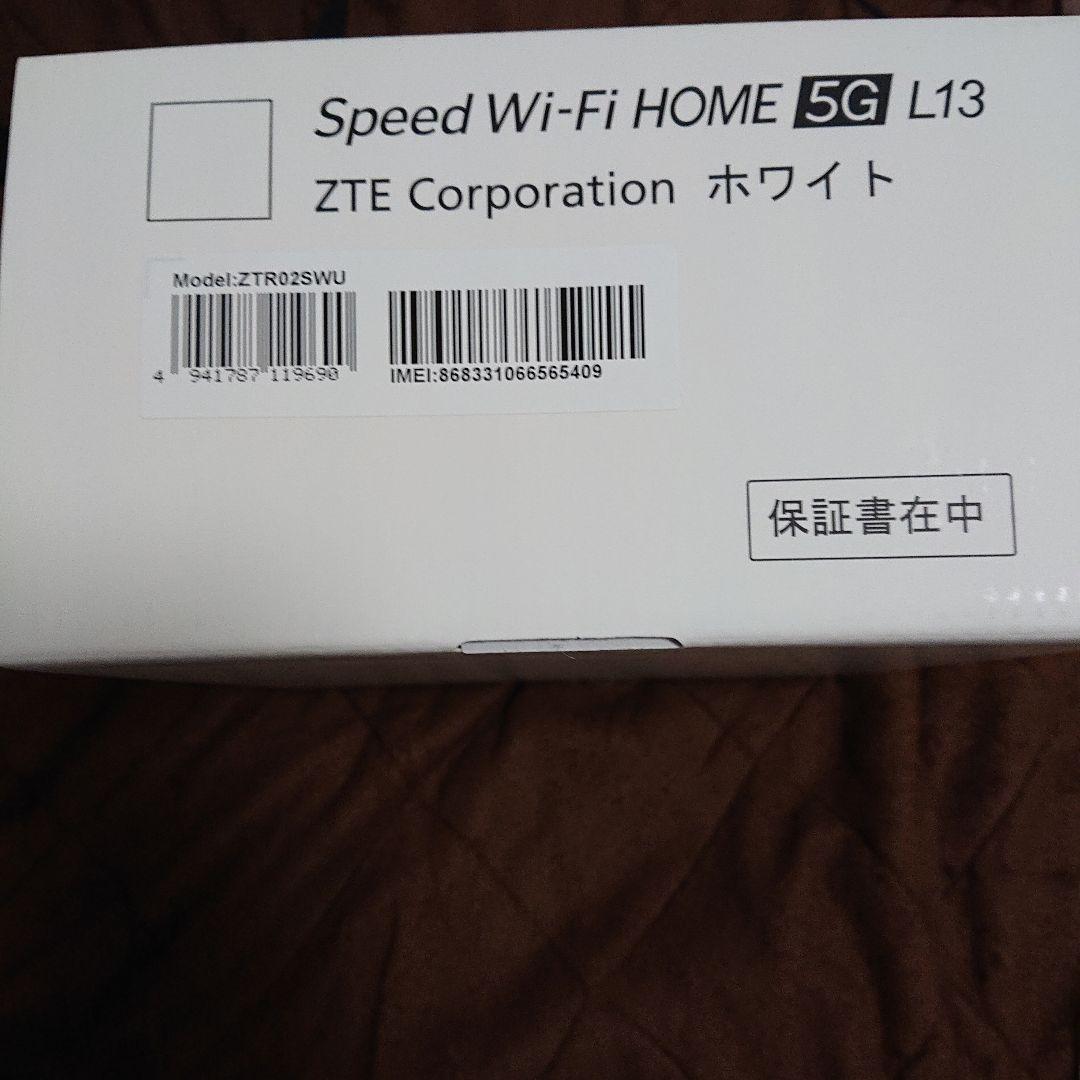 Speed Wi-Fi HOME 5G L13
ZTE Corporation ホワイト
Model:ZTR02SWU
4 941787 119690
IMEI:868331066565409
保証書在中